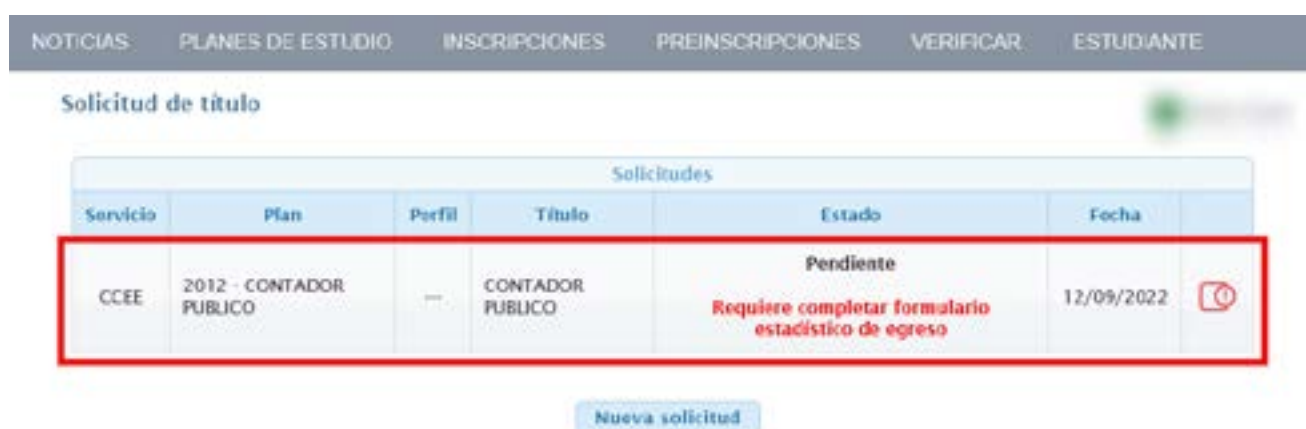 NOTICIAS PLANES DE ESTUDIO INSCRIPCIONES PREINSCRIPCIONES VERIFICAR ESTUDIANTE
Solicitud de título
Solicitudes
Servicio Plan Perfil Título Estado Fecha
Pendiente
CCEE 2012 - CONTADOR PUBLICO --- CONTADOR PUBLICO Requiere completar formulario estadístico de egreso 12/09/2022
Nueva solicitud